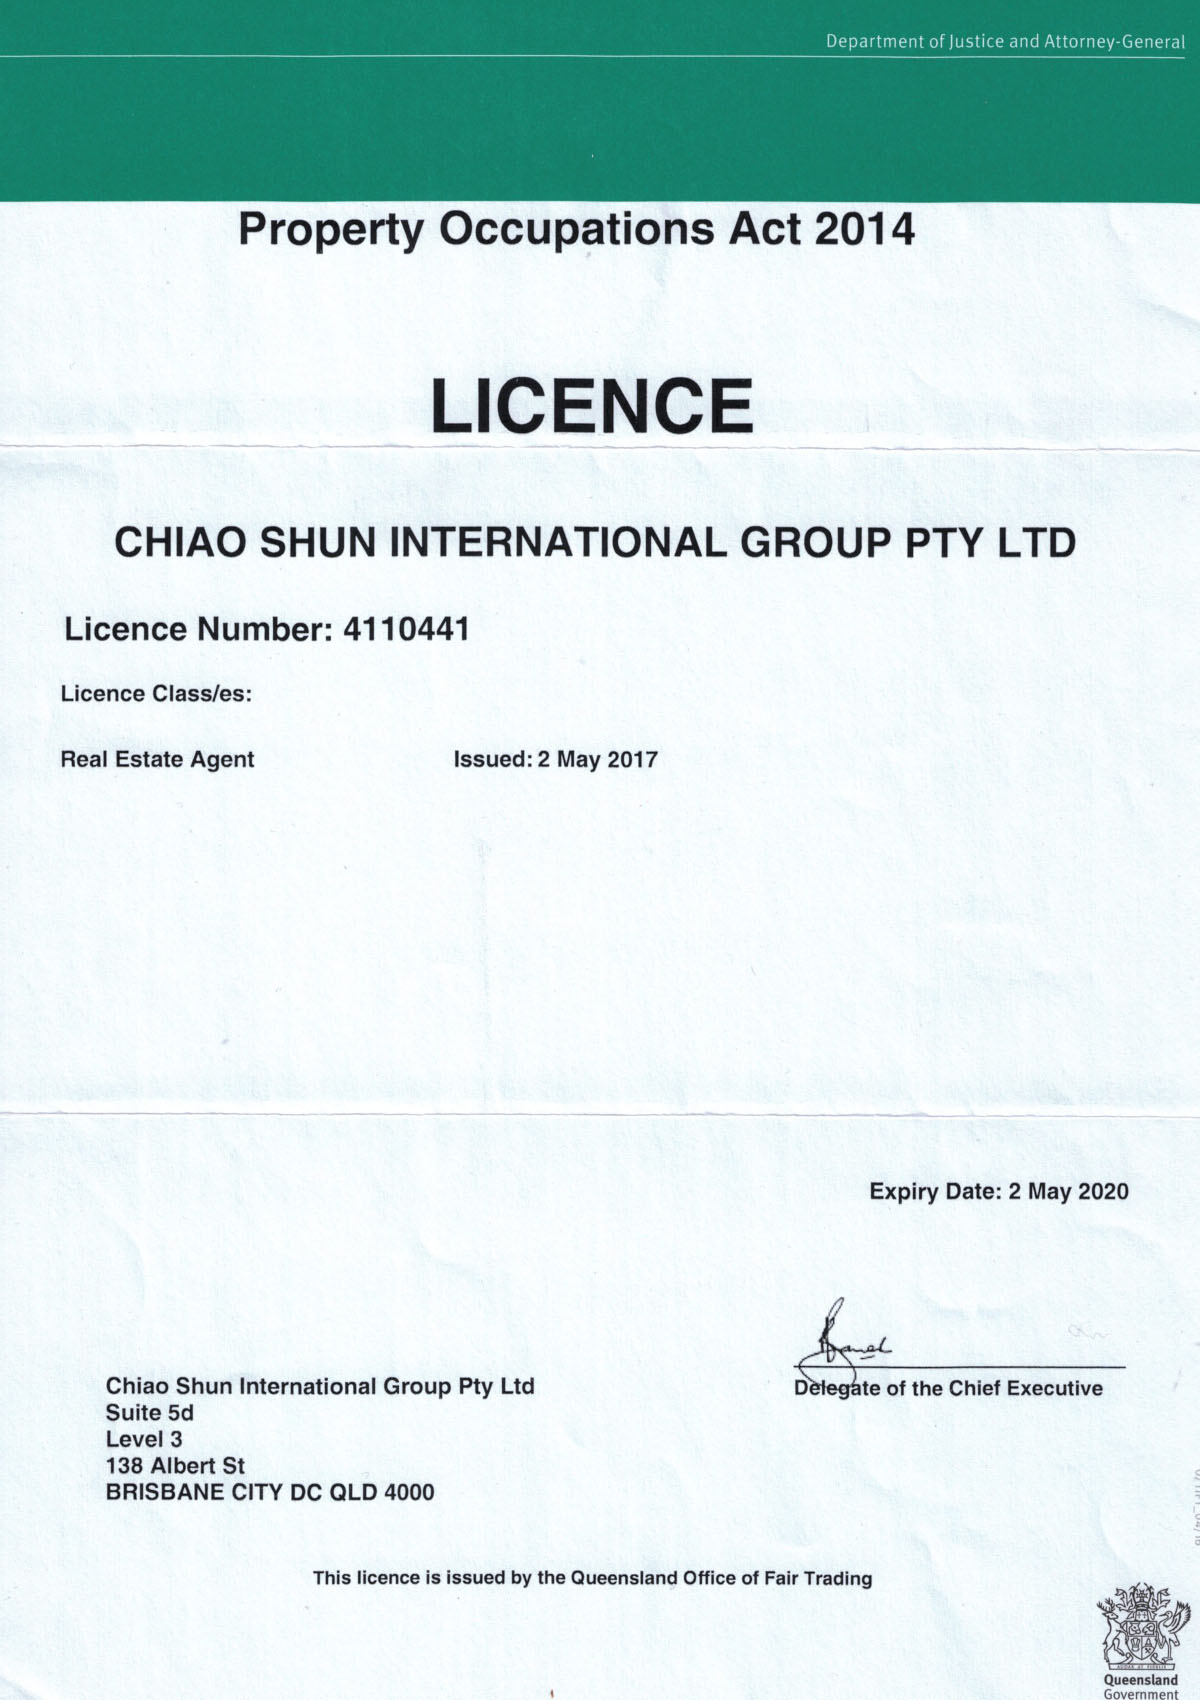 Department of Justice and Attorney-General
Property Occupations Act 2014
LICENCE
CHIAO SHUN INTERNATIONAL GROUP PTY LTD
Licence Number: 4110441
Licence Class/es:
Real Estate Agent Issued: 2 May 2017
Expiry Date: 2 May 2020
Delegate of the Chief Executive
Chiao Shun International Group Pty Ltd
Suite 5d
Level 3
138 Albert St
BRISBANE CITY DC QLD 4000
This licence is issued by the Queensland Office of Fair Trading
Queensland
Government